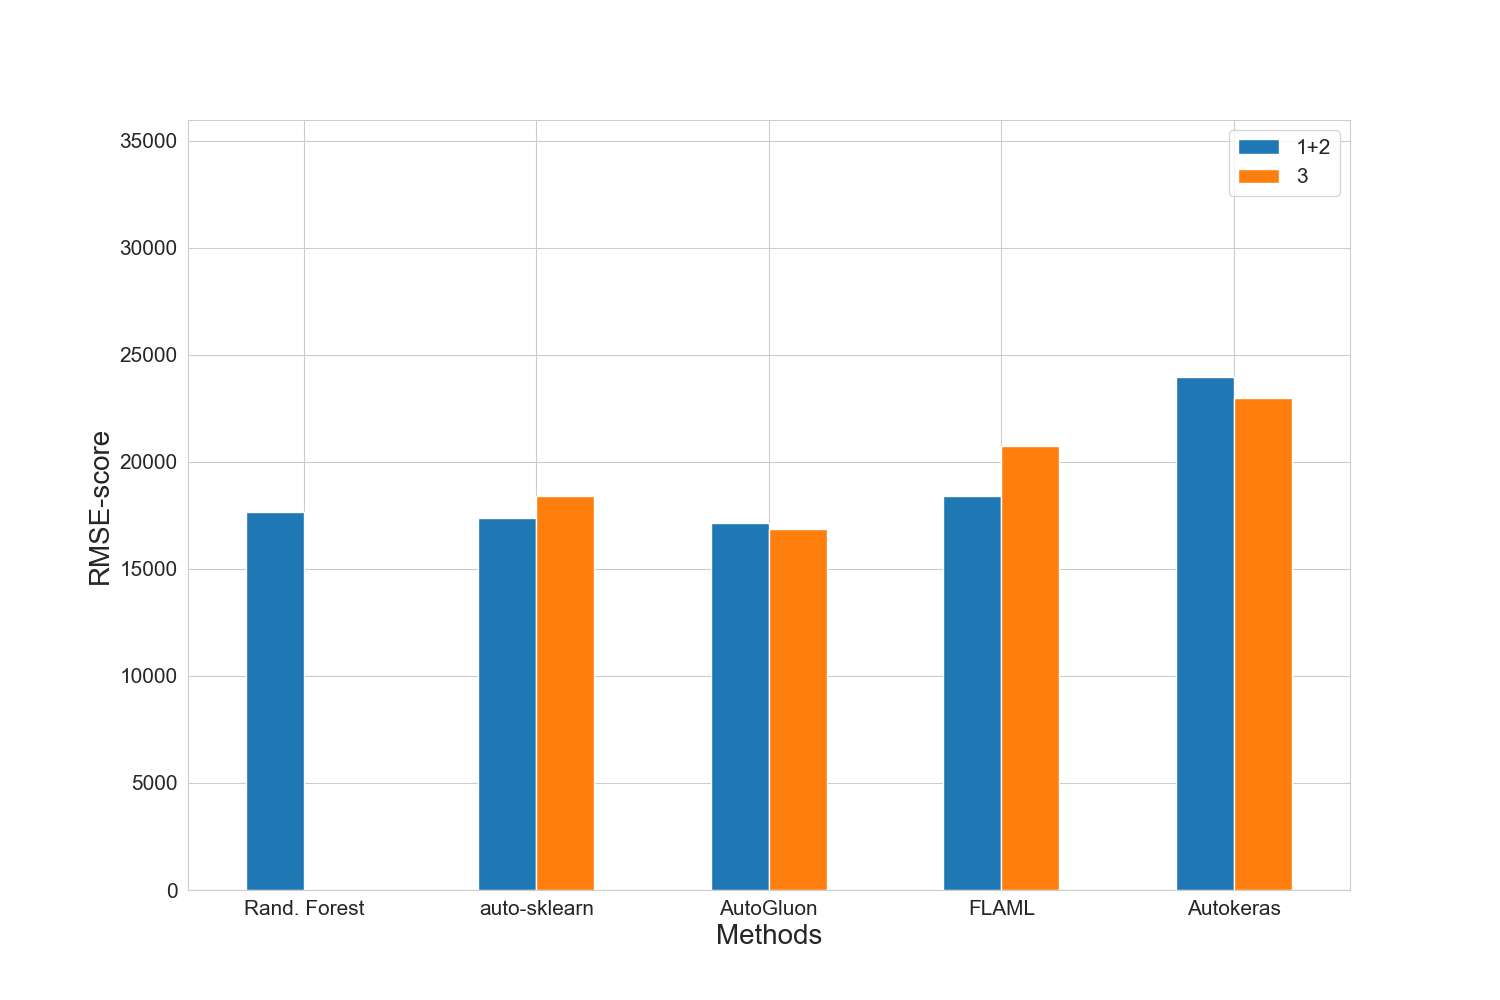 35000
30000
25000
20000
15000
10000
5000
0
RMSE-score
1+2
3
Rand. Forest
auto-sklearn
AutoGluon
FLAML
Autokeras
Methods